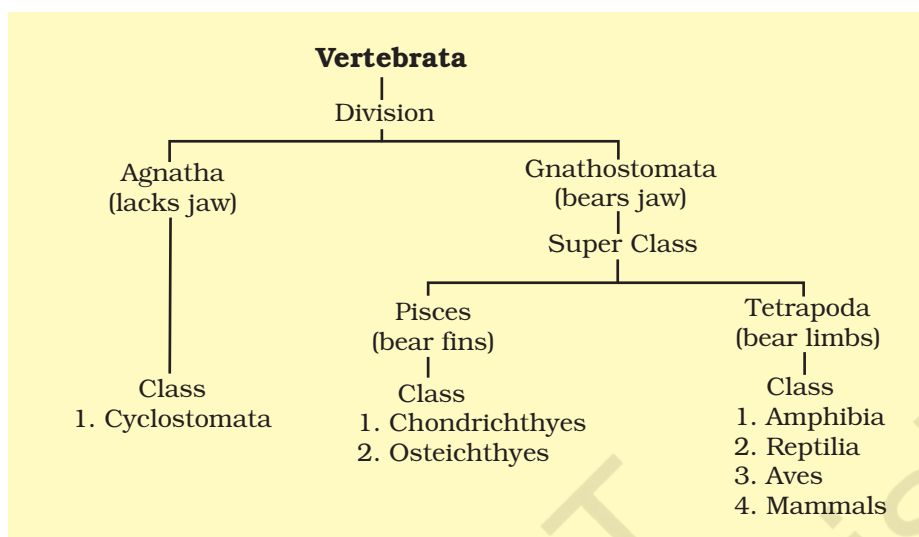 Vertebrata
Division
Agnatha
(lacks jaw)
Gnathostomata
(bears jaw)
Super Class
Pisces
(bear fins)
Tetrapoda
(bear limbs)
Class
1. Cyclostomata
Class
1. Chondrichthyes
2. Osteichthyes
Class
1. Amphibia
2. Reptilia
3. Aves
4. Mammals